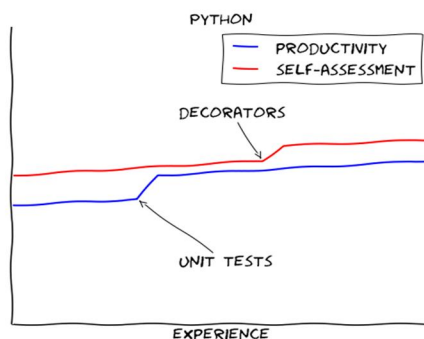 PYTHON
PRODUCTIVITY
SELF-ASSESSMENT
DECORATORS
UNIT TESTS
EXPERIENCE